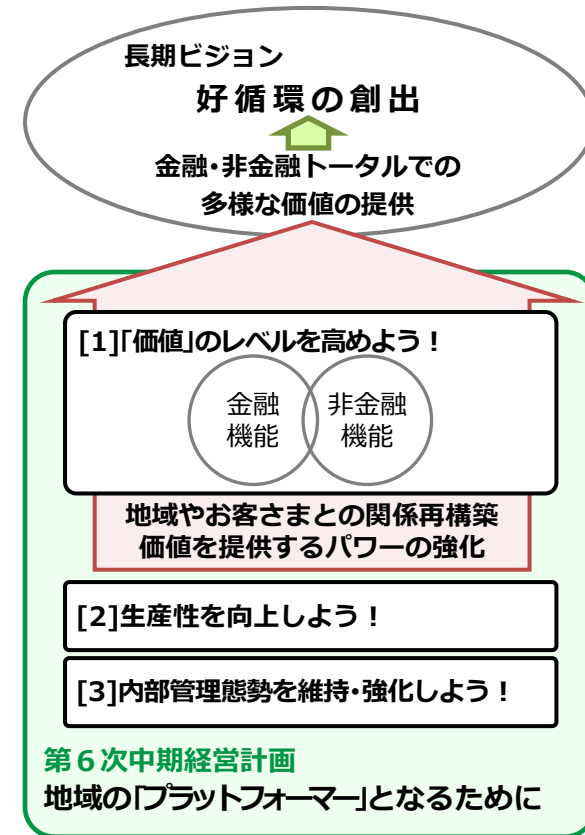 長期ビジョン
好循環の創出
金融・非金融トータルでの
多様な価値の提供
[1]「価値」のレベルを高めよう！
金融
機能
非金融
機能
地域やお客さまとの関係再構築
価値を提供するパワーの強化
[2]生産性を向上しよう！
[3]内部管理態勢を維持・強化しよう！
第６次中期経営計画
地域の「プラットフォーマー」となるために